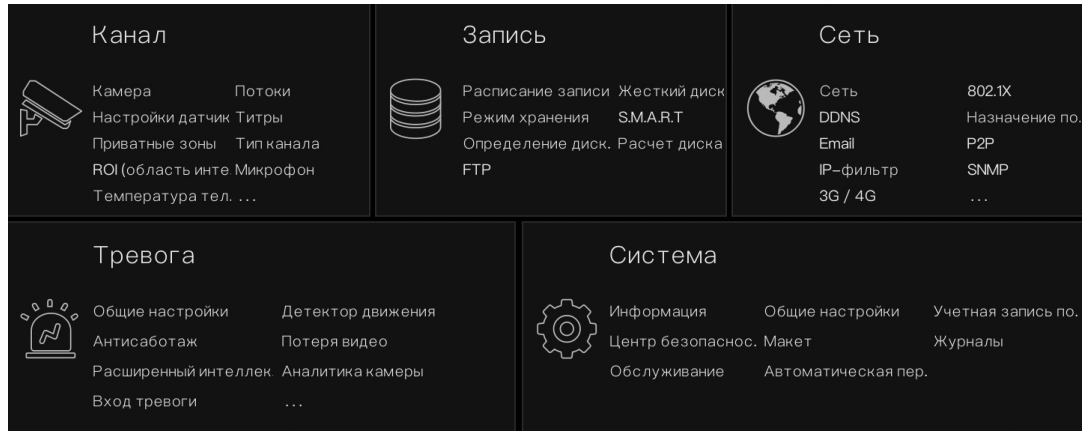 Канал
Камера Потоки
Настройки датчик Титры
Приватные зоны Тип канала
ROI (область инте Микрофон
Температура тел. ...
Запись
Расписание записи Жесткий диск
Режим хранения S.M.A.R.T
Определение диск. Расчет диска
FTP
Сеть
Сеть 802.1X
DDNS Назначение по.
Email P2P
IP-фильтр SNMP
3G / 4G ...
Тревога
Общие настройки Детектор движения
Антисаботаж Потеря видео
Расширенный интеллек Аналитика камеры
Вход тревоги ...
Система
Информация Общие настройки Учетная запись по.
Центр безопаснос. Макет Журналы
Обслуживание Автоматическая пер.